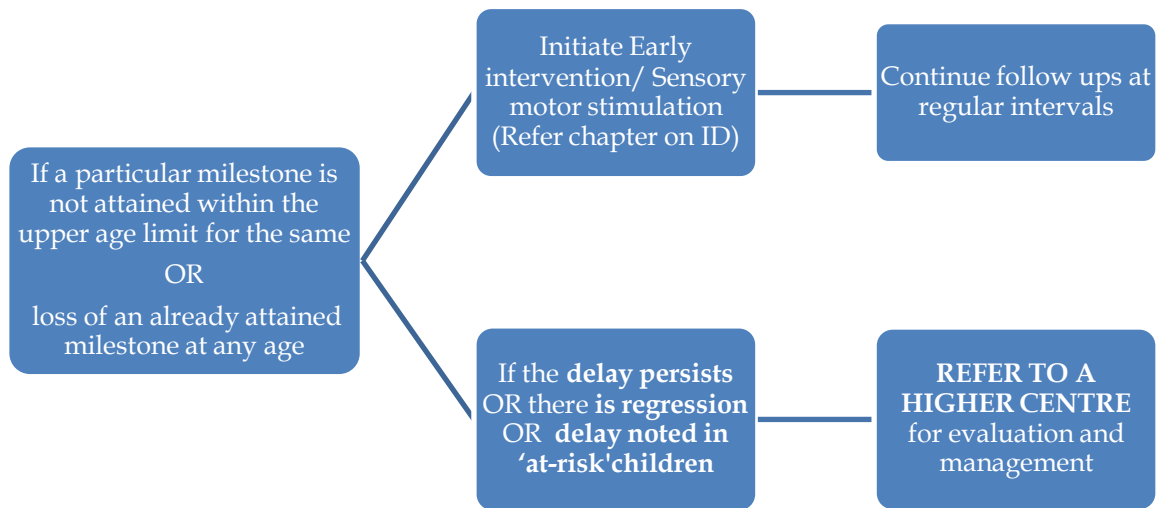 If a particular milestone is
not attained within the
upper age limit for the same
OR
loss of an already attained
milestone at any age
Initiate Early
intervention/ Sensory
motor stimulation
(Refer chapter on ID)
Continue follow ups at
regular intervals
If the delay persists
OR there is regression
OR delay noted in
‘at-risk'children
REFER TO A
HIGHER CENTRE
for evaluation and
management